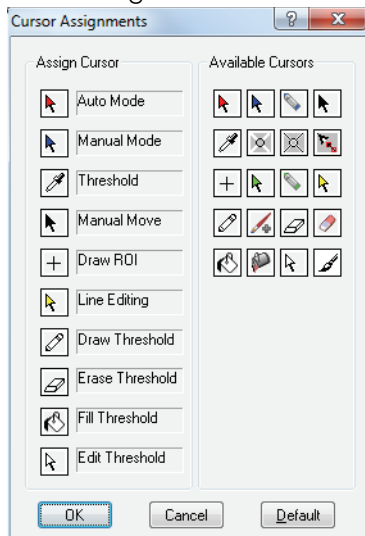 Cursor Assignments
Assign Cursor
Available Cursors
Auto Mode
Manual Mode
Threshold
Manual Move
Draw ROI
Line Editing
Draw Threshold
Erase Threshold
Fill Threshold
Edit Threshold
OK
Cancel
Default